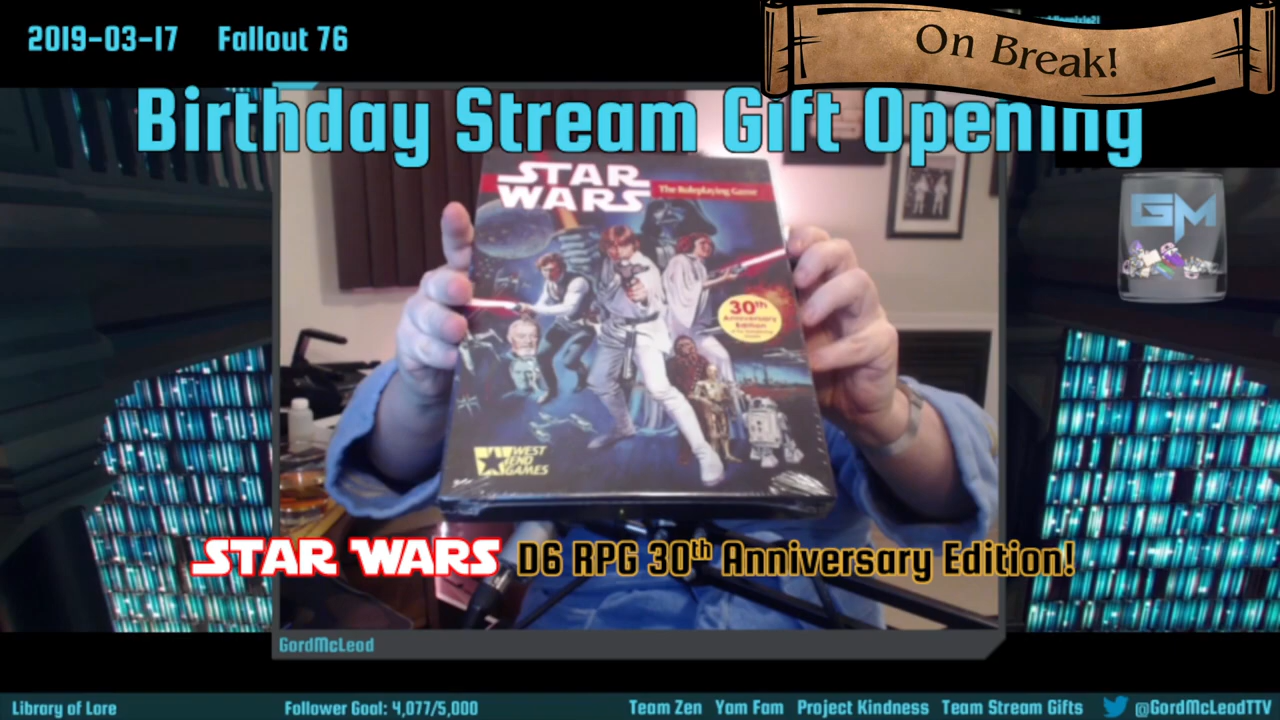 2019-03-17 Fallout 76
On Break!
Birthday Stream Gift Opening
STAR WARS
The Roleplaying Game
GM
30th
Anniversary
Edition
WEST
END
GAMES
STAR WARS D6 RPG 30th Anniversary Edition!
GordMcLeod
Library of Lore Follower Goal: 4,077/5,000 Team Zen Yam Fam Project Kindness Team Stream Gifts @GordMcLeodTTV